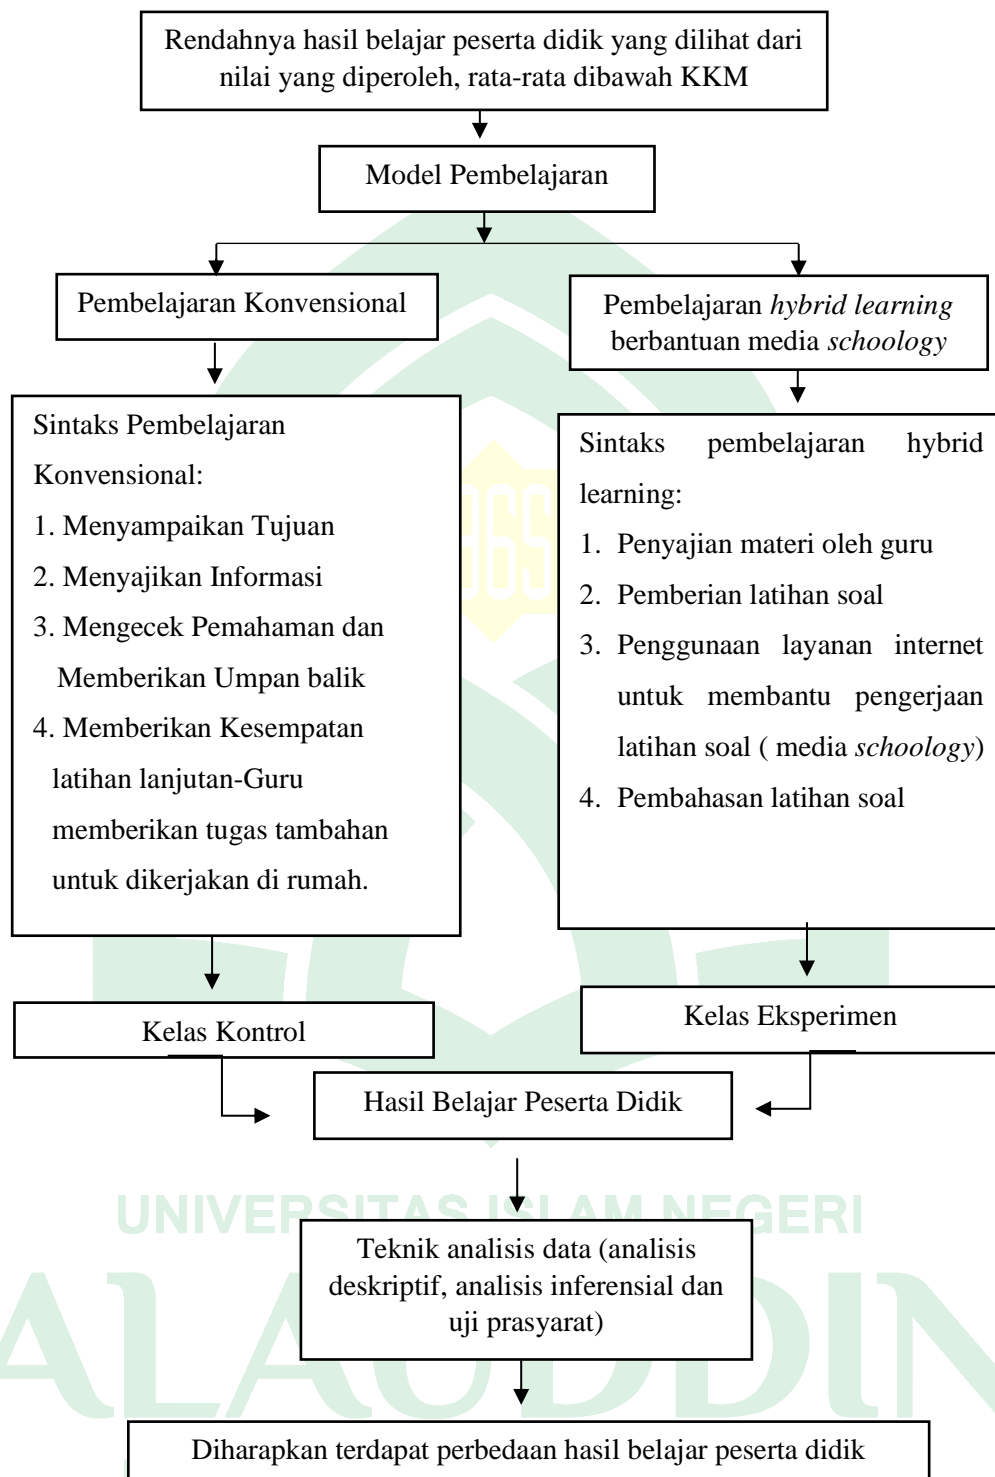 Rendahnya hasil belajar peserta didik yang dilihat dari
nilai yang diperoleh, rata-rata dibawah KKM
Model Pembelajaran
Pembelajaran Konvensional
Pembelajaran hybrid learning
berbantuan media schoology
Sintaks Pembelajaran
Konvensional:
1. Menyampaikan Tujuan
2. Menyajikan Informasi
3. Mengecek Pemahaman dan
Memberikan Umpan balik
4. Memberikan Kesempatan
latihan lanjutan-Guru
memberikan tugas tambahan
untuk dikerjakan di rumah.
Sintaks pembelajaran hybrid
learning:
1. Penyajian materi oleh guru
2. Pemberian latihan soal
3. Penggunaan layanan internet
untuk membantu pengerjaan
latihan soal ( media schoology)
4. Pembahasan latihan soal
Kelas Kontrol
Kelas Eksperimen
Hasil Belajar Peserta Didik
UNIVERSITAS ISLAM NEGERI
Teknik analisis data (analisis
deskriptif, analisis inferensial dan
uji prasyarat)
ALAUDDIN
Diharapkan terdapat perbedaan hasil belajar peserta didik